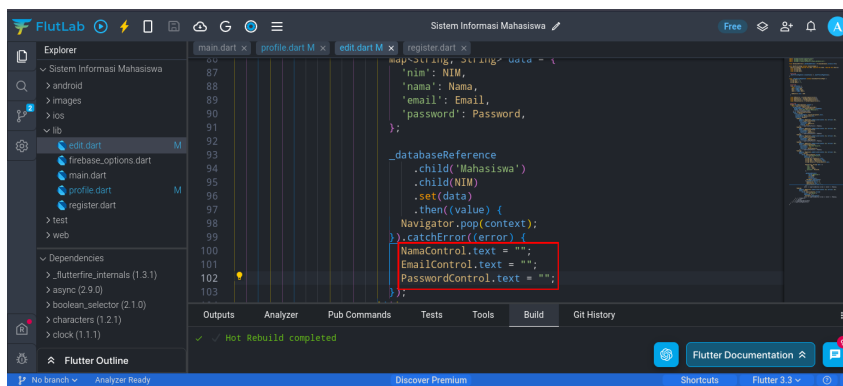 FlutLab
Sistem Informasi Mahasiswa
Free
A
Explorer
main.dart × profile.dart M × edit.dart M × register.dart ×
Sistem Informasi Mahasiswa
android
images
ios
lib
edit.dart M
firebase_options.dart
main.dart
profile.dart M
register.dart
test
web
Dependencies
_flutterfire_internals (1.3.1)
async (2.9.0)
boolean_selector (2.1.0)
characters (1.2.1)
clock (1.1.1)
Flutter Outline
2
86 Map<String, String> data = {
87 'nim': NIM,
88 'nama': Nama,
89 'email': Email,
90 'password': Password,
91 };
92
93 _databaseReference
94 .child('Mahasiswa')
95 .child(NIM)
96 .set(data)
97 .then((value) {
98 Navigator.pop(context);
99 }).catchError((error) {
100 NamaControl.text = "";
101 EmailControl.text = "";
102 PasswordControl.text = "";
103 });
Outputs Analyzer Pub Commands Tests Tools Build Git History
Hot Rebuild completed
Flutter Documentation
No branch Analyzer Ready Discover Premium Shortcuts Flutter 3.3